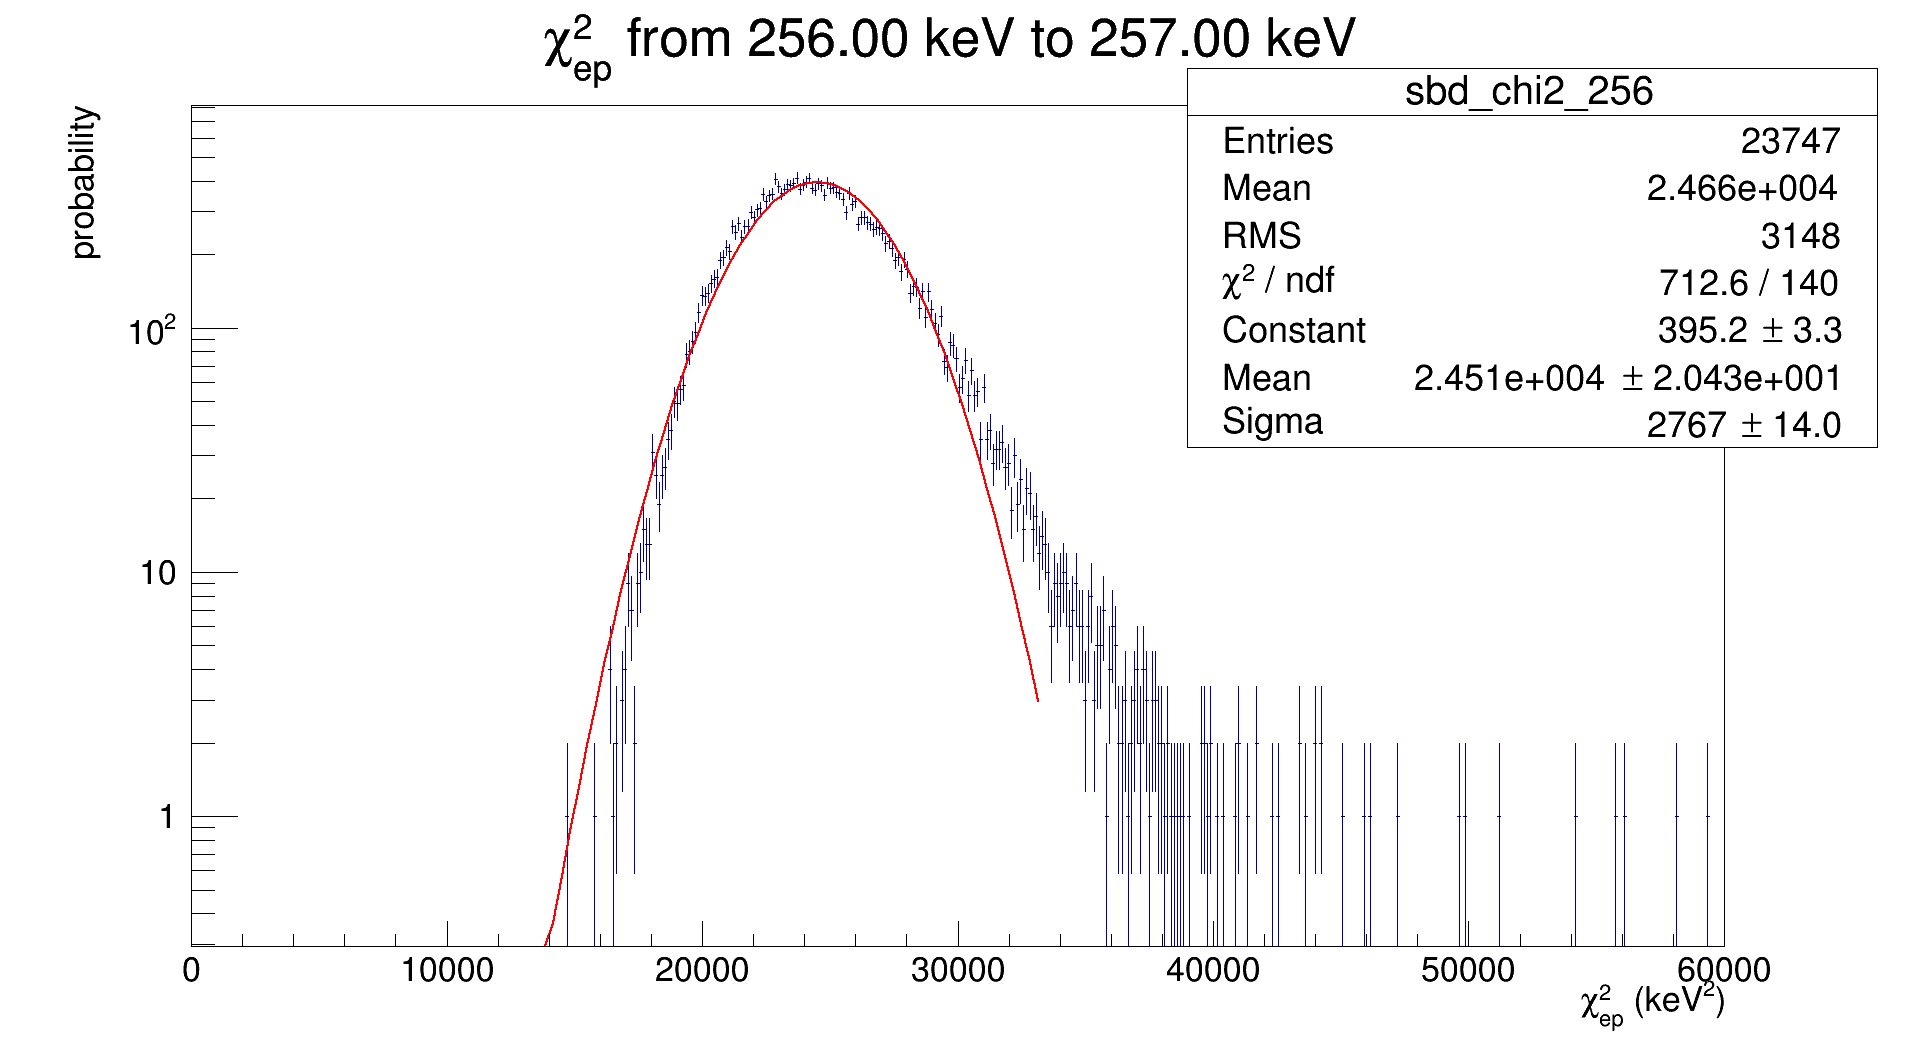 χ²ep from 256.00 keV to 257.00 keV
probability
sbd_chi2_256
Entries 23747
Mean 2.466e+004
RMS 3148
χ² / ndf 712.6 / 140
Constant 395.2 ± 3.3
Mean 2.451e+004 ± 2.043e+001
Sigma 2767 ± 14.0
10²
10
1
0 10000 20000 30000 40000 50000 60000
χ²ep (keV²)